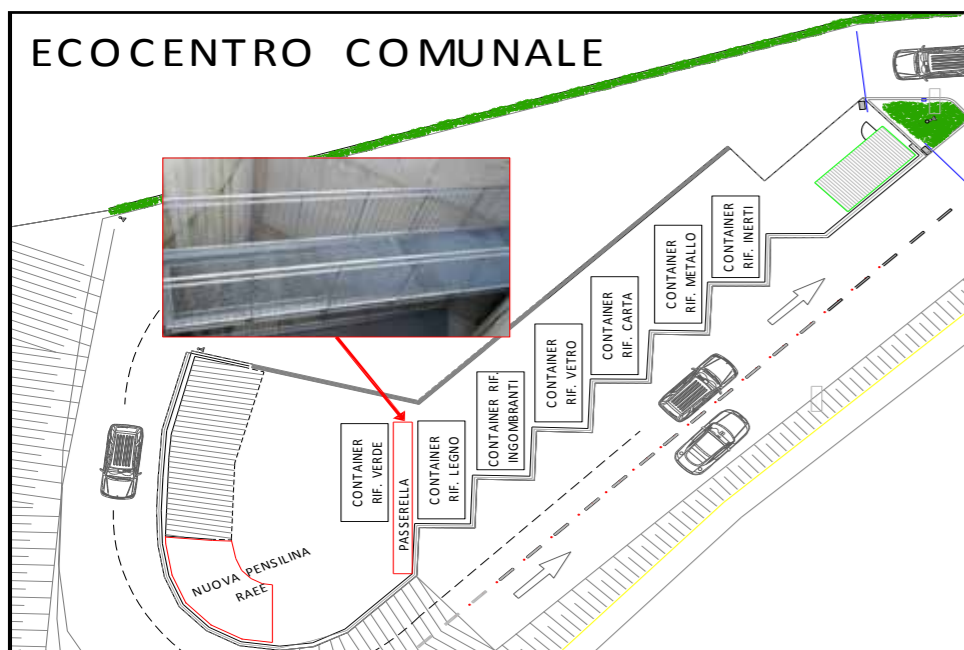 ECOCENTRO COMUNALE
CONTAINER
RIF. VERDE
PASSERELLA
CONTAINER
RIF. LEGNO
CONTAINER RIF.
INGOMBRANTI
CONTAINER
RIF. VETRO
CONTAINER
RIF. CARTA
CONTAINER
RIF. METALLO
CONTAINER
RIF. INERTI
NUOVA PENSILINA
RAEE